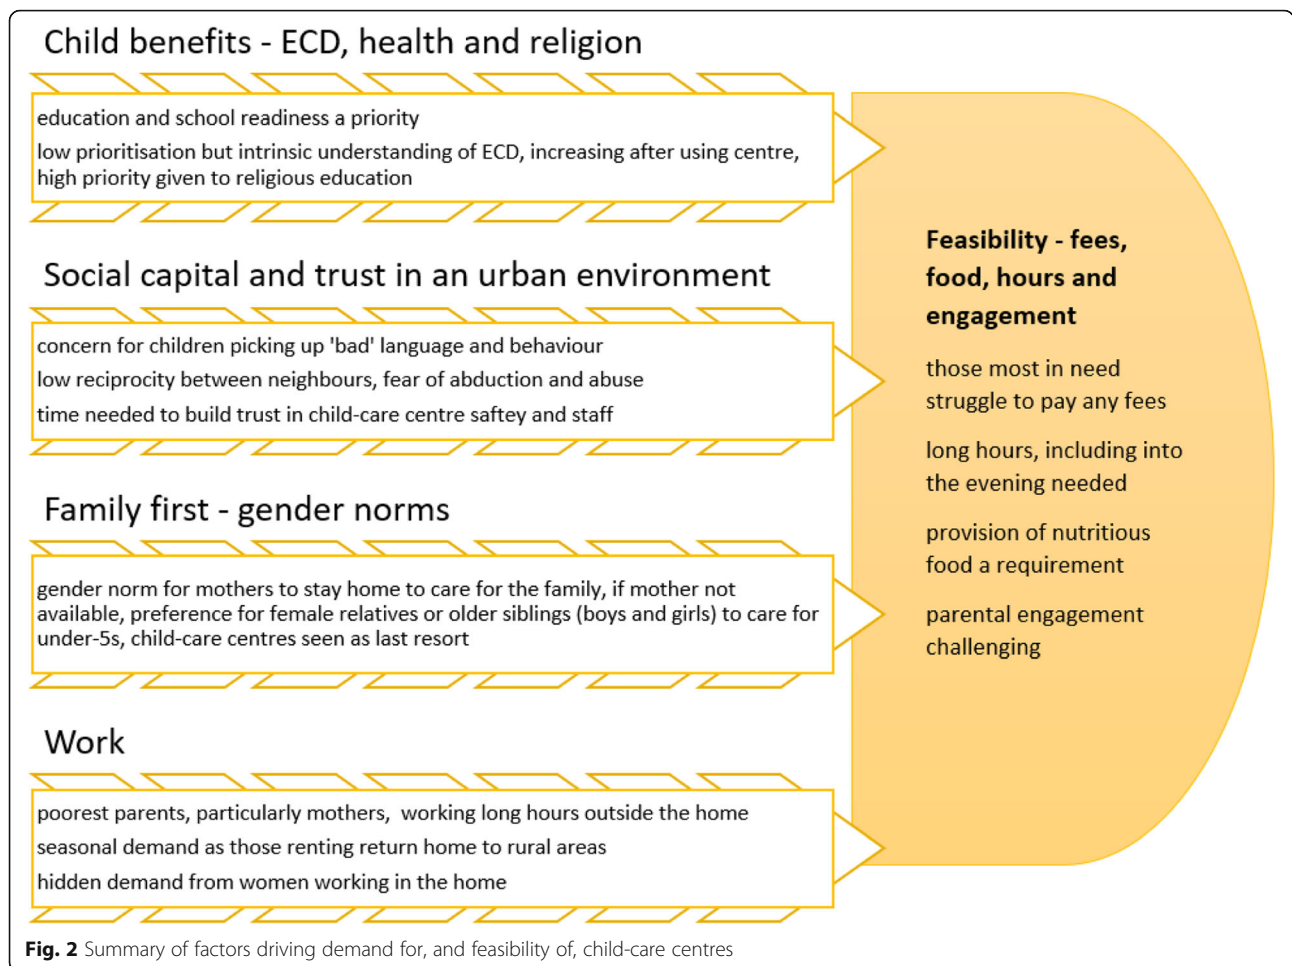 Child benefits - ECD, health and religion
education and school readiness a priority
low prioritisation but intrinsic understanding of ECD, increasing after using centre,
high priority given to religious education
Social capital and trust in an urban environment
concern for children picking up 'bad' language and behaviour
low reciprocity between neighbours, fear of abduction and abuse
time needed to build trust in child-care centre saftey and staff
Family first - gender norms
gender norm for mothers to stay home to care for the family, if mother not
available, preference for female relatives or older siblings (boys and girls) to care for
under-5s, child-care centres seen as last resort
Work
poorest parents, particularly mothers, working long hours outside the home
seasonal demand as those renting return home to rural areas
hidden demand from women working in the home
Feasibility - fees,
food, hours and
engagement
those most in need
struggle to pay any fees
long hours, including into
the evening needed
provision of nutritious
food a requirement
parental engagement
challenging
Fig. 2 Summary of factors driving demand for, and feasibility of, child-care centres